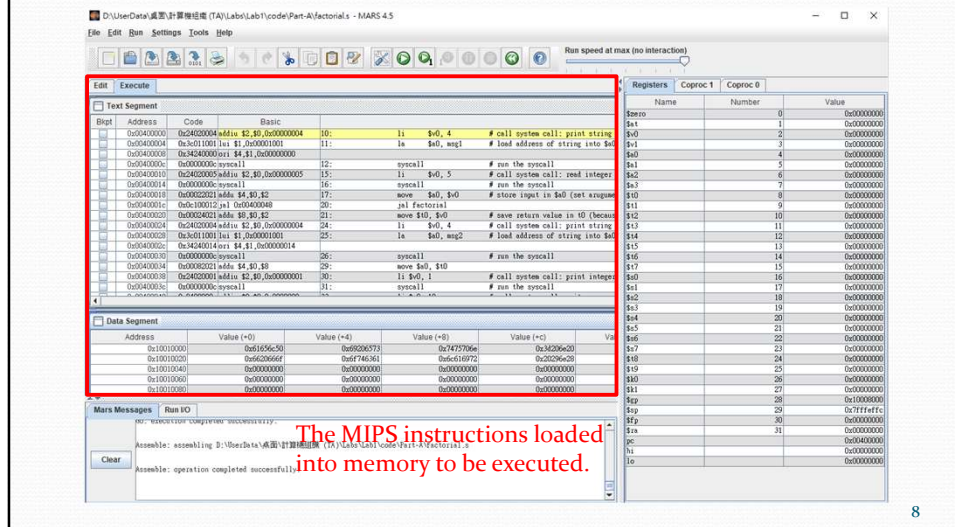 D:\UserData\桌面\計算機組織 (TA)\Labs\Lab1\code\Part-A\factorial.s - MARS 4.5
File Edit Run Settings Tools Help
Run speed at max (no interaction)
Edit Execute
Text Segment
Bkpt Address Code Basic
0x00400000 0x24020004 addiu $2,$0,0x00000004 10: li $v0, 4 # call system call: print string
0x00400004 0x3c011001 lui $1,0x00001001 11: la $a0, msg1 # load address of string into $a0
0x00400008 0x34240000 ori $4,$1,0x00000000
0x0040000c 0x0000000c syscall 12: syscall # run the syscall
0x00400010 0x24020005 addiu $2,$0,0x00000005 15: li $v0, 5 # call system call: read integer
0x00400014 0x0000000c syscall 16: syscall # run the syscall
0x00400018 0x00022021 addu $4,$0,$2 17: move $a0, $v0 # store input in $a0 (set arugume
0x0040001c 0x0c100012 jal 0x00400048 20: jal factorial
0x00400020 0x00024021 addu $8,$0,$2 21: move $t0, $v0 # save return value in t0 (becaus
0x00400024 0x24020004 addiu $2,$0,0x00000004 24: li $v0, 4 # call system call: print string
0x00400028 0x3c011001 lui $1,0x00001001 25: la $a0, msg2 # load address of string into $a0
0x0040002c 0x34240014 ori $4,$1,0x00000014
0x00400030 0x0000000c syscall 26: syscall # run the syscall
0x00400034 0x00082021 addu $4,$0,$8 29: move $a0, $t0
0x00400038 0x24020001 addiu $2,$0,0x00000001 30: li $v0, 1 # call system call: print integer
0x0040003c 0x0000000c syscall 31: syscall # run the syscall
Data Segment
Address Value (+0) Value (+4) Value (+8) Value (+c) Va
0x10010000 0x61656c50 0x69206573 0x7475706e 0x3d206e20
0x10010020 0x6620666f 0x6f746361 0x6c616972 0x20296e28
0x10010040 0x00000000 0x00000000 0x00000000 0x00000000
0x10010060 0x00000000 0x00000000 0x00000000 0x00000000
0x10010080 0x00000000 0x00000000 0x00000000 0x00000000
Mars Messages Run I/O
Assemble: assembling D:\UserData\桌面\計算機組織 (TA)\Labs\Lab1\code\Part-A\factorial.s
Clear
Assemble: operation completed successfully.
The MIPS instructions loaded
into memory to be executed.
Registers Coproc 1 Coproc 0
Name Number Value
$zero 0 0x00000000
$at 1 0x00000000
$v0 2 0x00000000
$v1 3 0x00000000
$a0 4 0x00000000
$a1 5 0x00000000
$a2 6 0x00000000
$a3 7 0x00000000
$t0 8 0x00000000
$t1 9 0x00000000
$t2 10 0x00000000
$t3 11 0x00000000
$t4 12 0x00000000
$t5 13 0x00000000
$t6 14 0x00000000
$t7 15 0x00000000
$s0 16 0x00000000
$s1 17 0x00000000
$s2 18 0x00000000
$s3 19 0x00000000
$s4 20 0x00000000
$s5 21 0x00000000
$s6 22 0x00000000
$s7 23 0x00000000
$t8 24 0x00000000
$t9 25 0x00000000
$k0 26 0x00000000
$k1 27 0x00000000
$gp 28 0x10008000
$sp 29 0x7fffeffc
$fp 30 0x00000000
$ra 31 0x00000000
pc 0x00400000
hi 0x00000000
lo 0x00000000
8